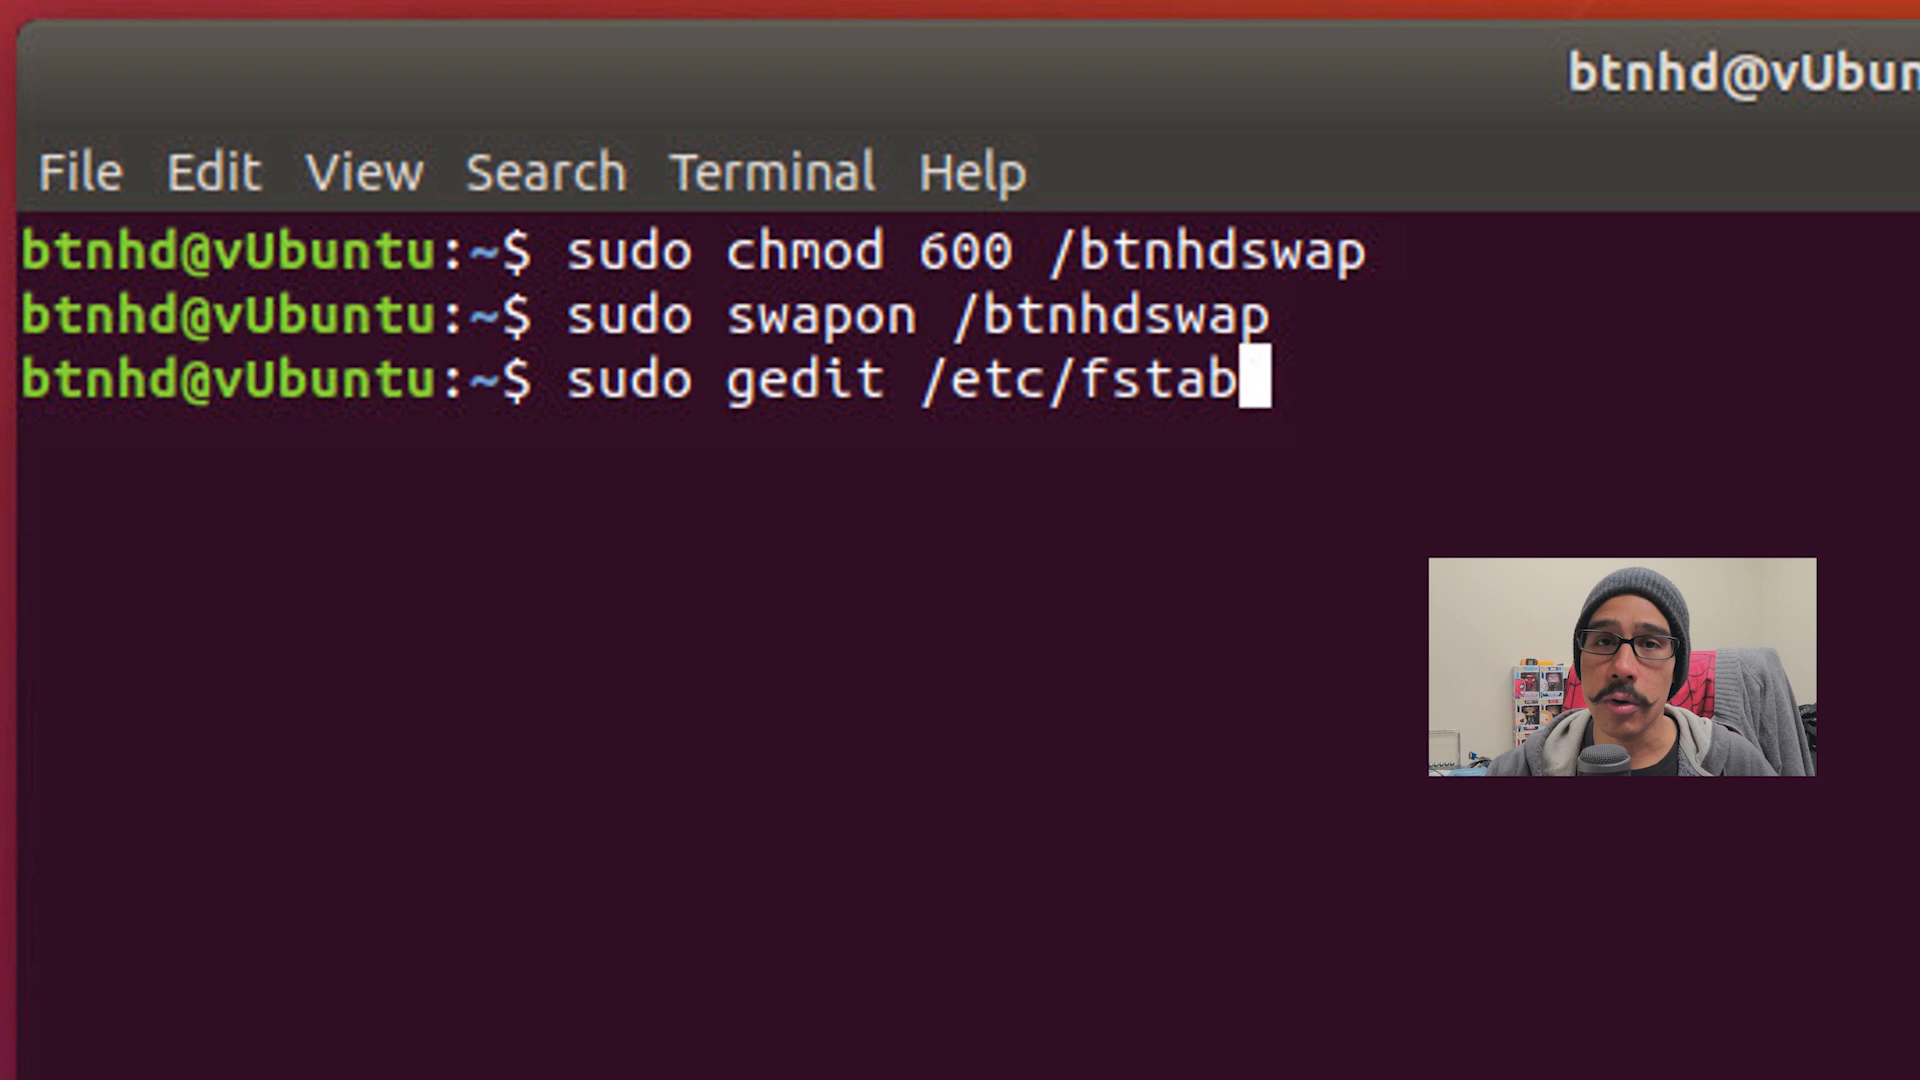 btnhd@vUbun
File Edit View Search Terminal Help
btnhd@vUbuntu:~$ sudo chmod 600 /btnhdswap
btnhd@vUbuntu:~$ sudo swapon /btnhdswap
btnhd@vUbuntu:~$ sudo gedit /etc/fstab